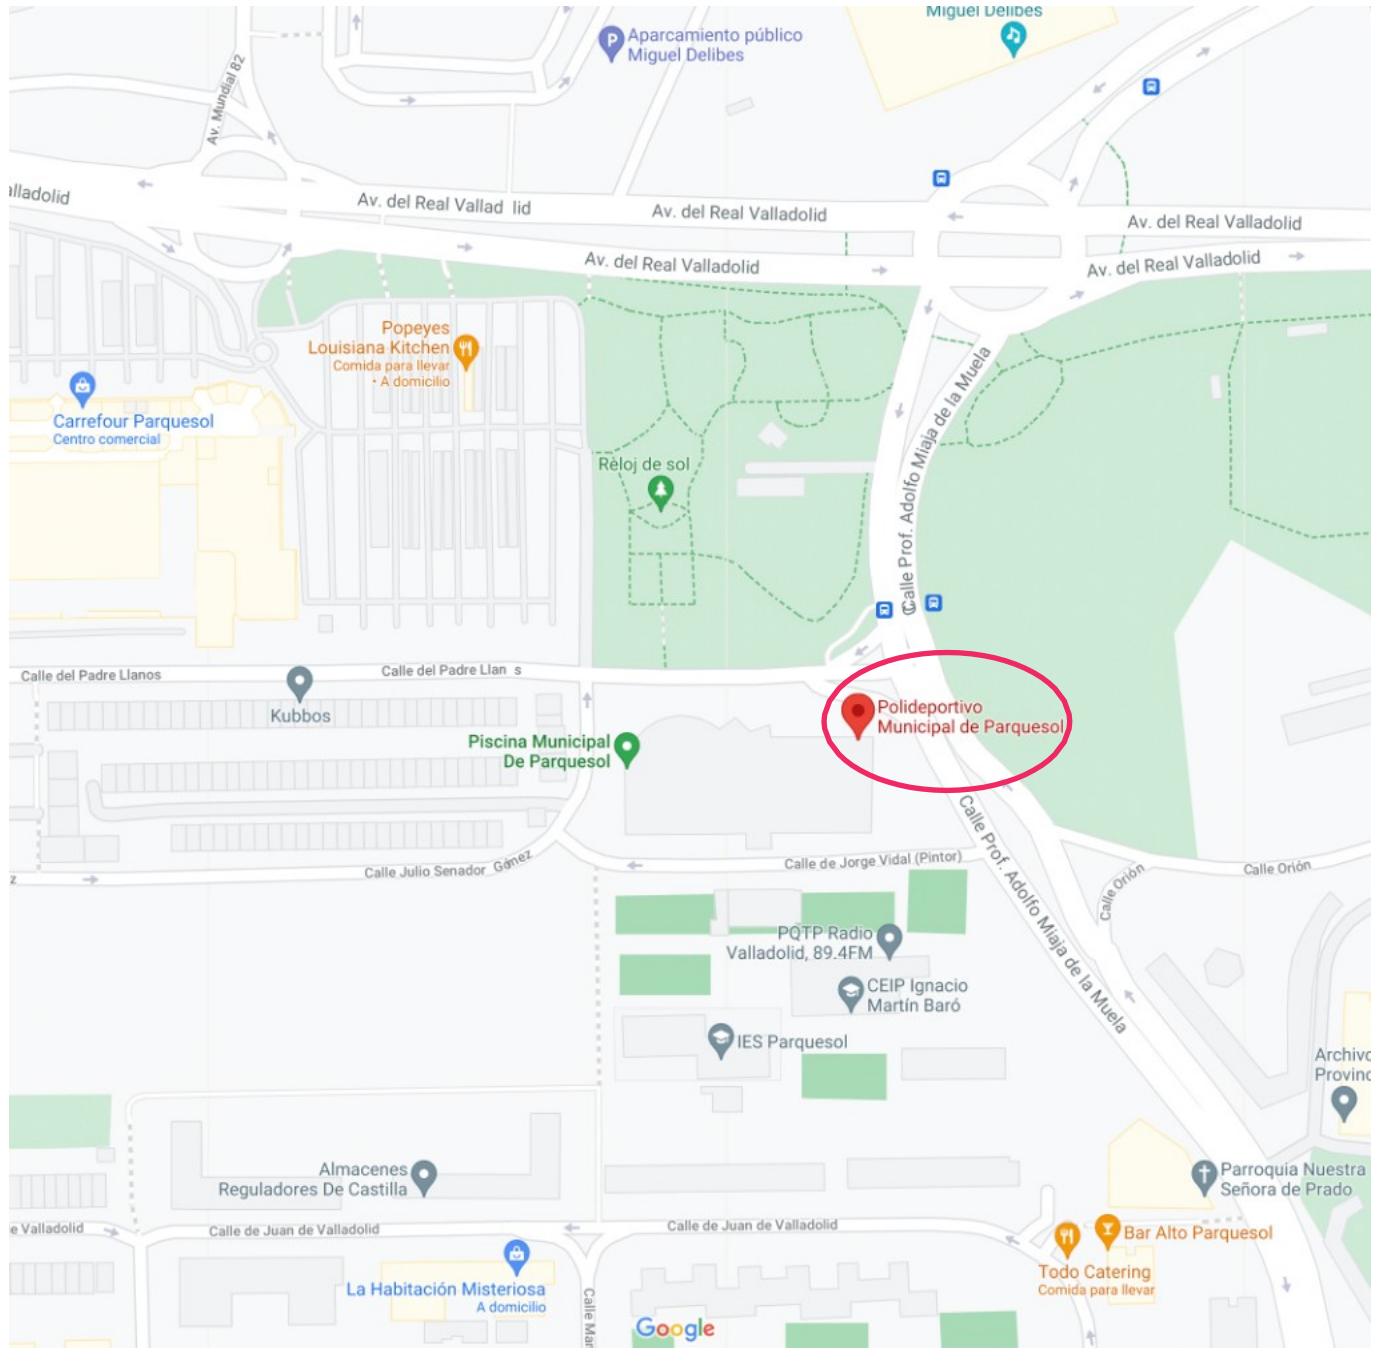 Miguel Delibes
Aparcamiento público
Miguel Delibes
Av. Mundial 82
alladolid
Av. del Real Vallad lid
Av. del Real Valladolid
Av. del Real Valladolid
Av. del Real Valladolid
Av. del Real Valladolid
Popeyes
Louisiana Kitchen
Comida para llevar
• A domicilio
Carrefour Parquesol
Centro comercial
Reloj de sol
Calle Prof. Adolfo Miaja de la Muela
Calle del Padre Llanos
Calle del Padre Llan s
Kubbos
Polideportivo
Municipal de Parquesol
Piscina Municipal
De Parquesol
Calle Prof. Adolfo Miaja de la Muela
Calle de Jorge Vidal (Pintor)
Calle Julio Senador Gómez
z
Calle Orión
Calle Orión
PQTP Radio
Valladolid, 89.4FM
CEIP Ignacio
Martín Baró
IES Parquesol
Archivo
Provinc
Almacenes
Reguladores De Castilla
Parroquia Nuestra
Señora de Prado
e Valladolid
Calle de Juan de Valladolid
Calle de Juan de Valladolid
Bar Alto Parquesol
Todo Catering
Comida para llevar
La Habitación Misteriosa
A domicilio
Calle Mar
Google